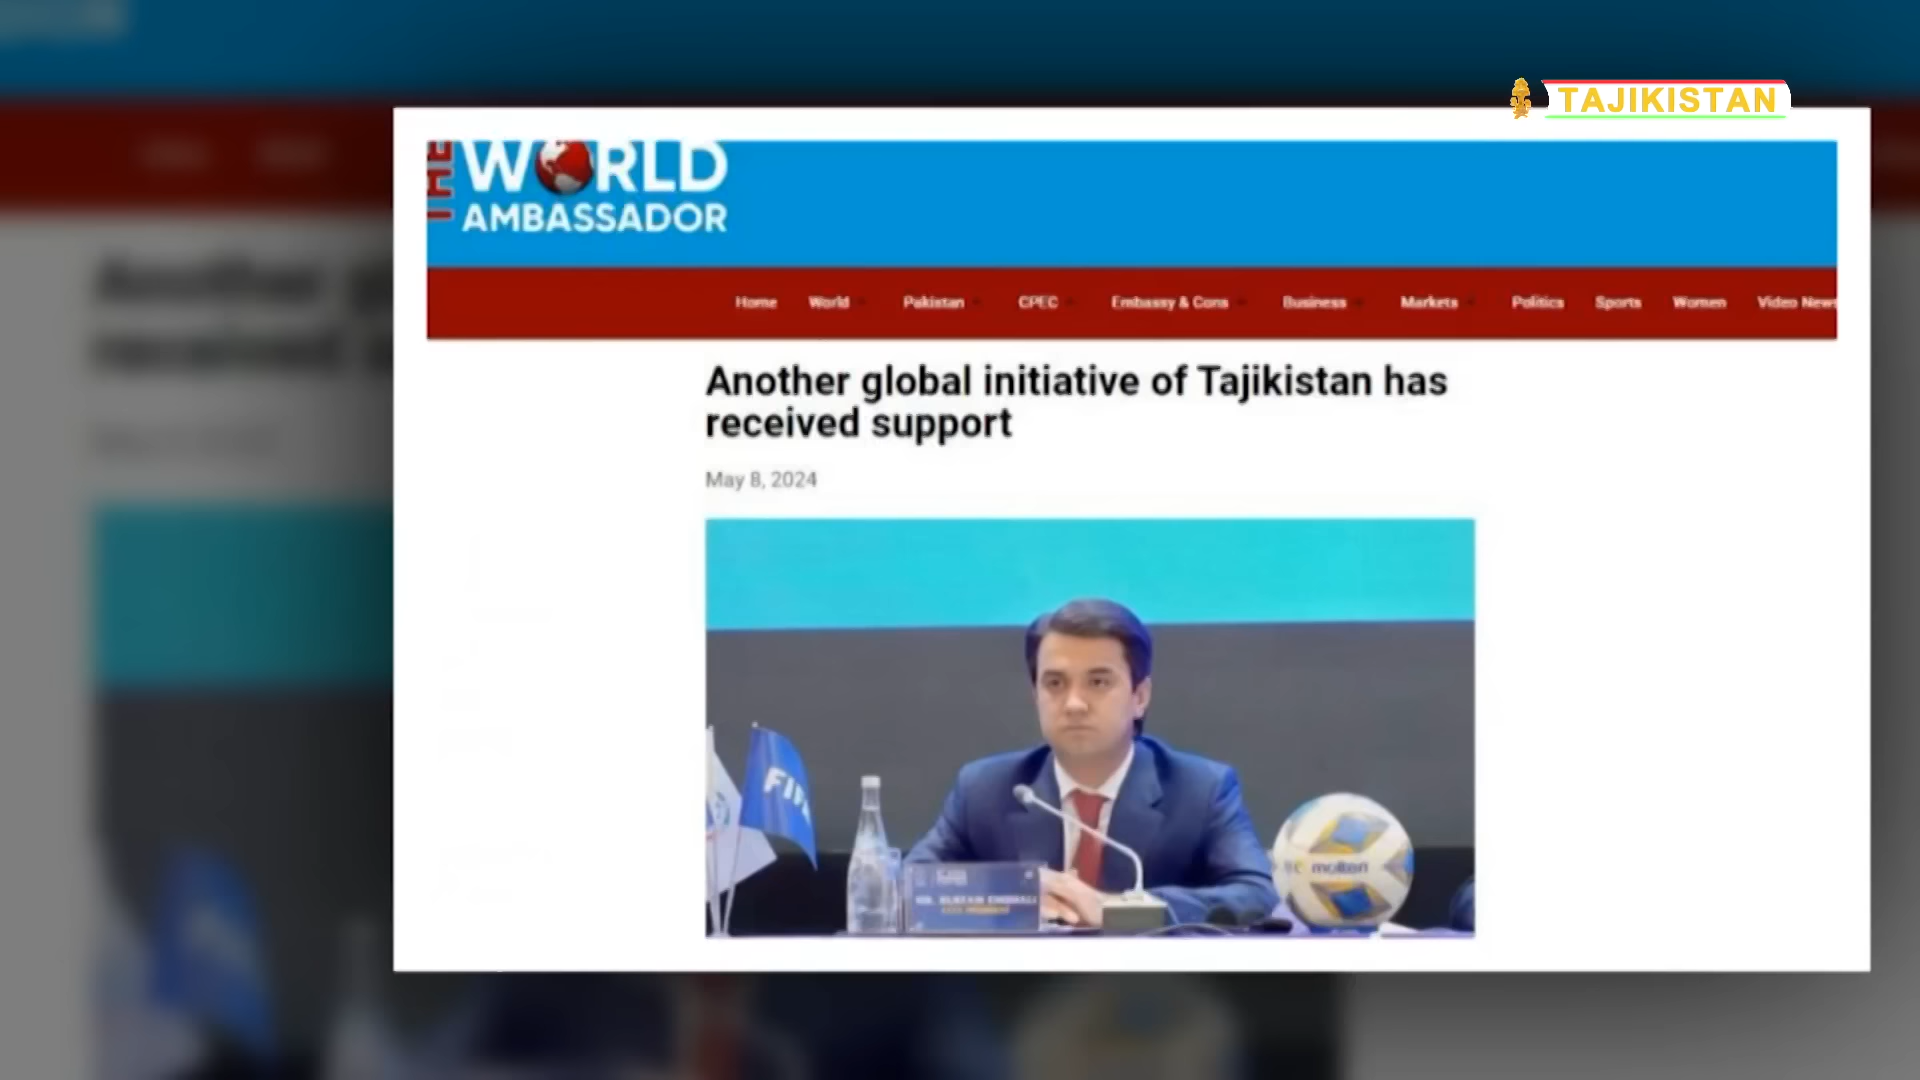 TAJIKISTAN
THE
WORLD
AMBASSADOR
Home World Pakistan CPEC Embassy & Cons Business Markets Politics Sports Women Video News
Another global initiative of Tajikistan has
received support
May 8, 2024
FIFA
molten